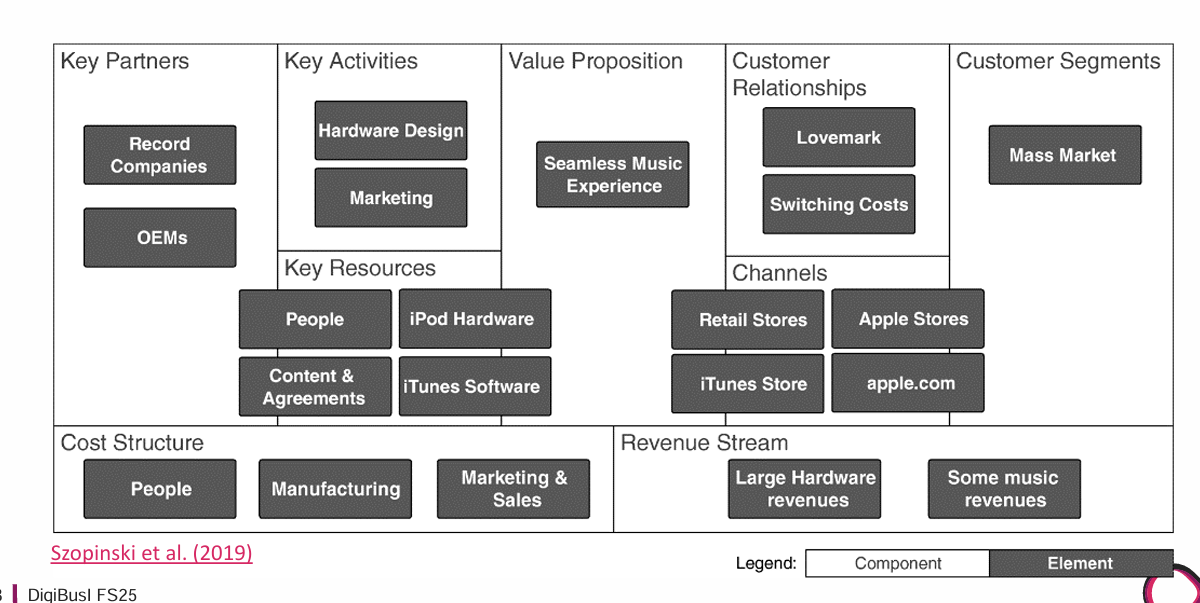 Key Partners
Record
Companies
OEMs
Key Activities
Hardware Design
Marketing
Key Resources
People
iPod Hardware
Content &
Agreements
iTunes Software
Value Proposition
Seamless Music
Experience
Customer
Relationships
Lovemark
Switching Costs
Channels
Retail Stores
Apple Stores
iTunes Store
apple.com
Customer Segments
Mass Market
Cost Structure
People
Manufacturing
Marketing &
Sales
Revenue Stream
Large Hardware
revenues
Some music
revenues
Szopinski et al. (2019)
Legend:
Component
Element
DigiBusI FS25